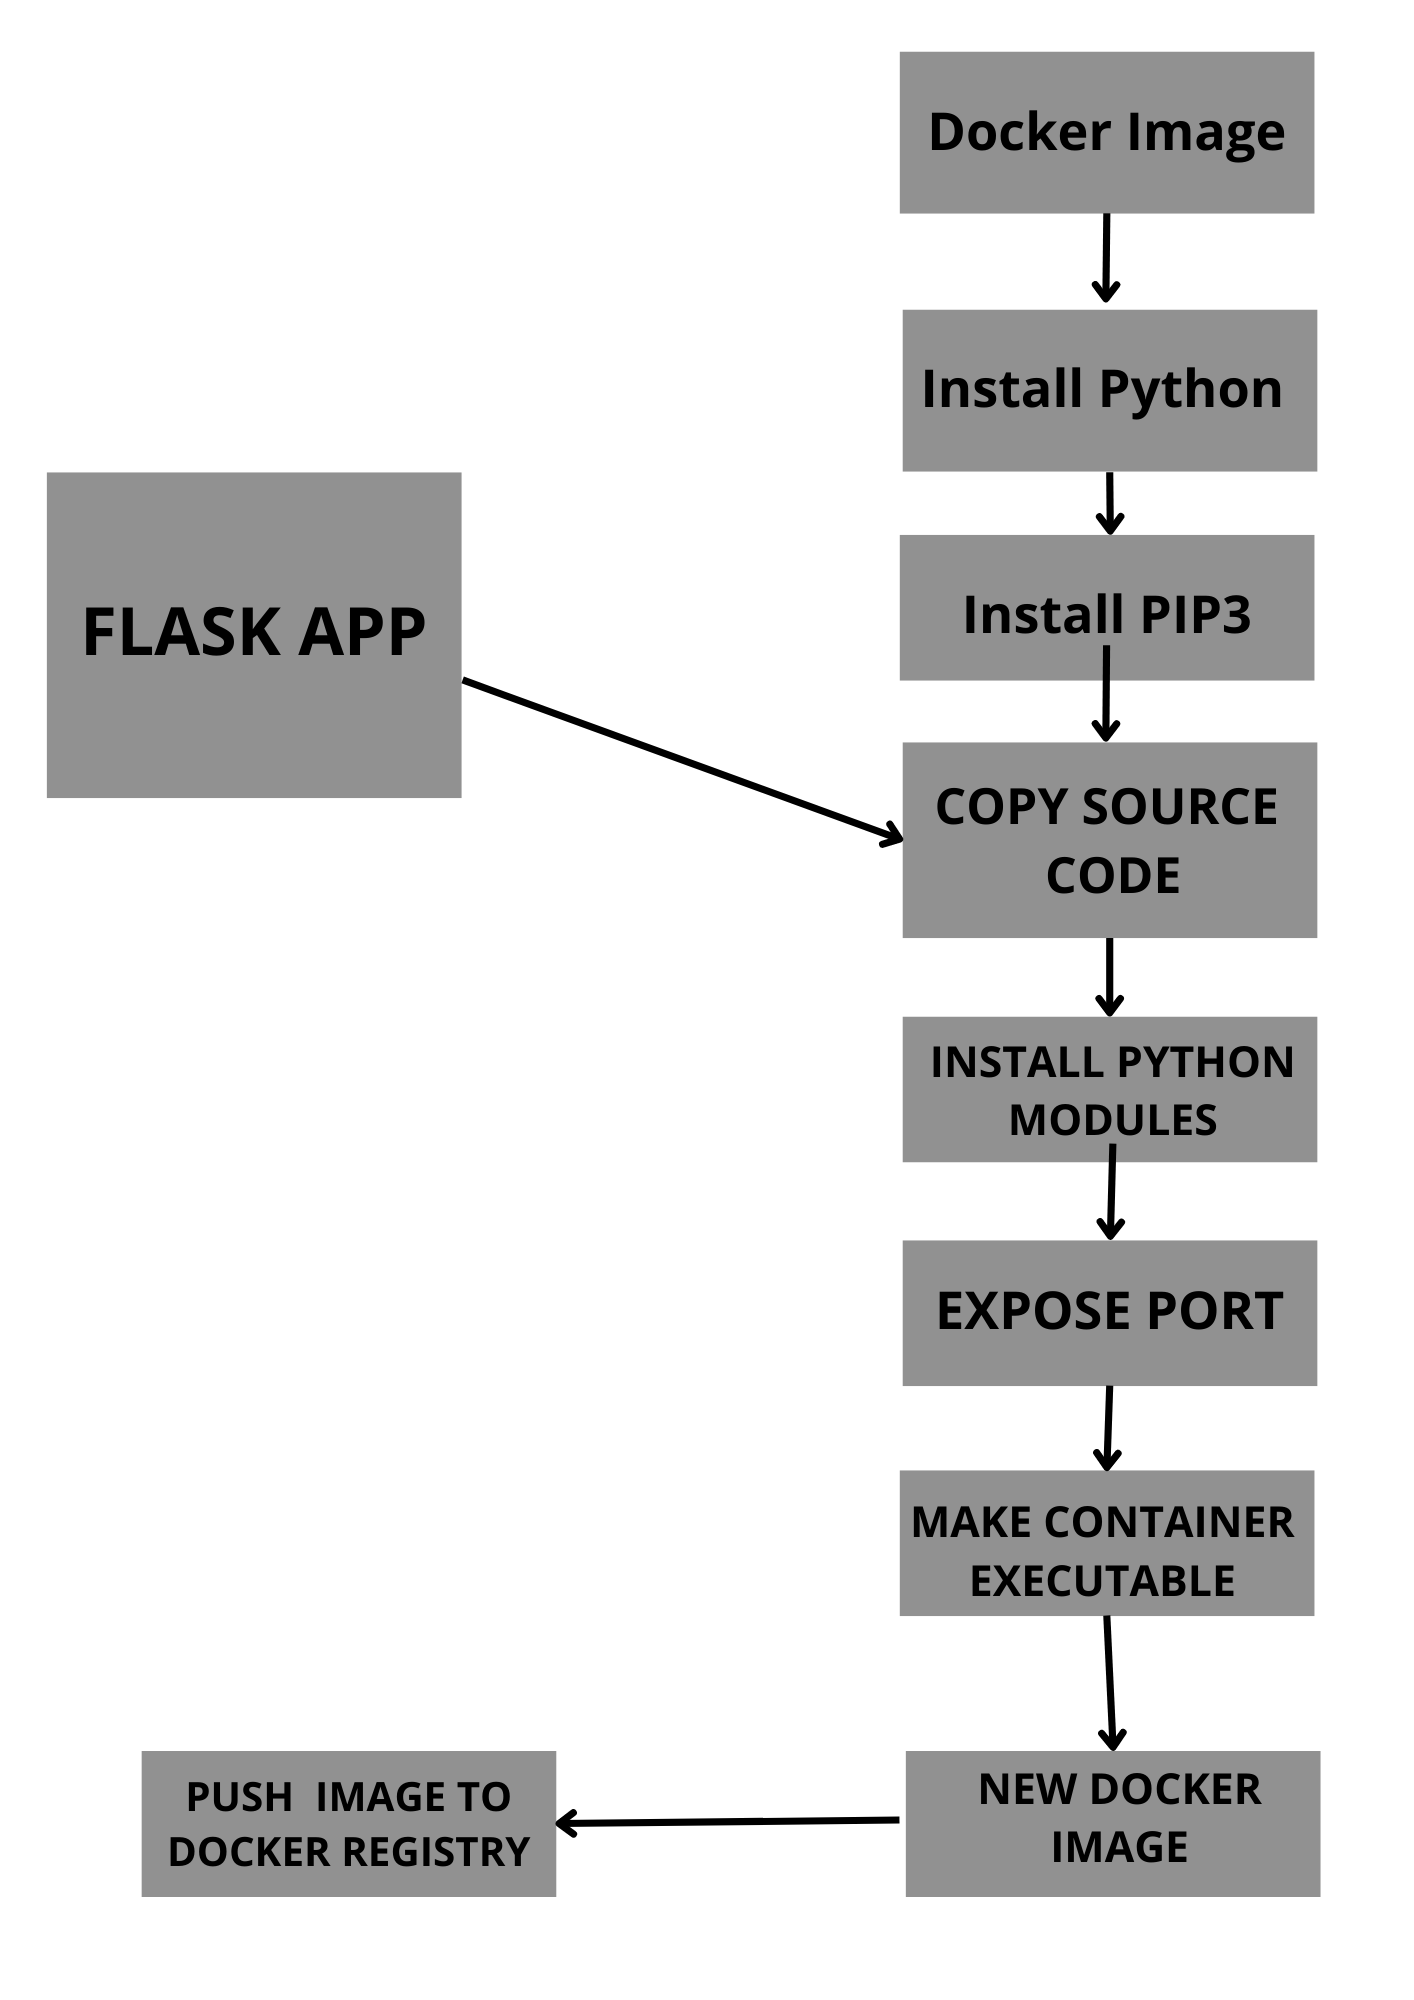 Docker Image
Install Python
FLASK APP
Install PIP3
COPY SOURCE
CODE
INSTALL PYTHON
MODULES
EXPOSE PORT
MAKE CONTAINER
EXECUTABLE
NEW DOCKER
IMAGE
PUSH  IMAGE TO
DOCKER REGISTRY